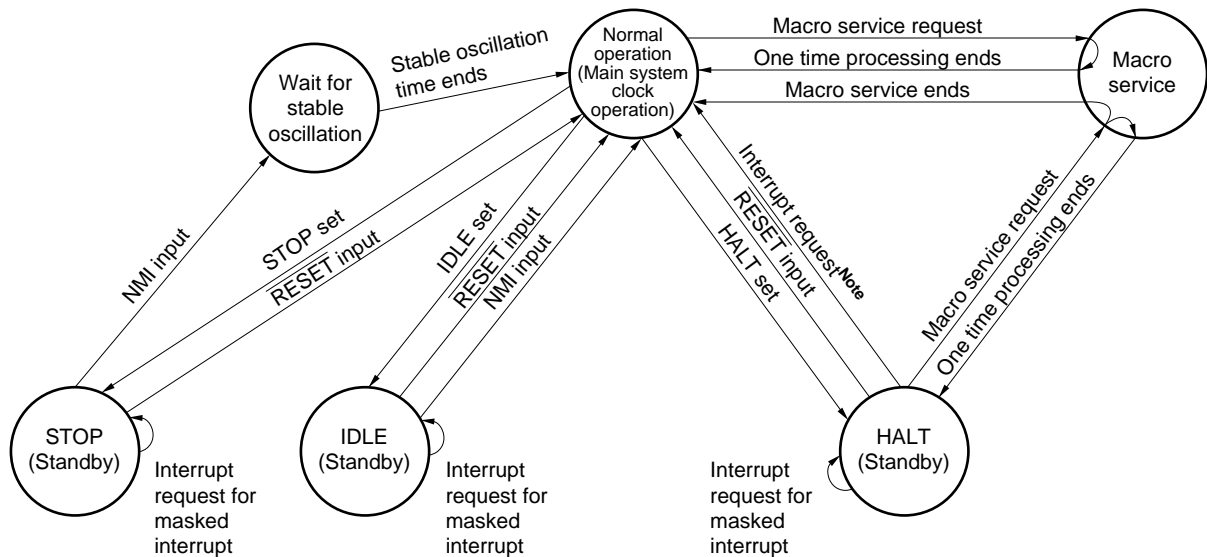 Normal
operation
(Main system
clock
operation)
Macro service request
One time processing ends
Macro service ends
Macro
service
Stable oscillation
time ends
Wait for
stable
oscillation
NMI input
STOP set
RESET input
IDLE set
RESET input
NMI input
HALT set
RESET input
Interrupt requestNote
Macro service request
One time processing ends
STOP
(Standby)
Interrupt
request for
masked
interrupt
IDLE
(Standby)
Interrupt
request for
masked
interrupt
HALT
(Standby)
Interrupt
request for
masked
interrupt